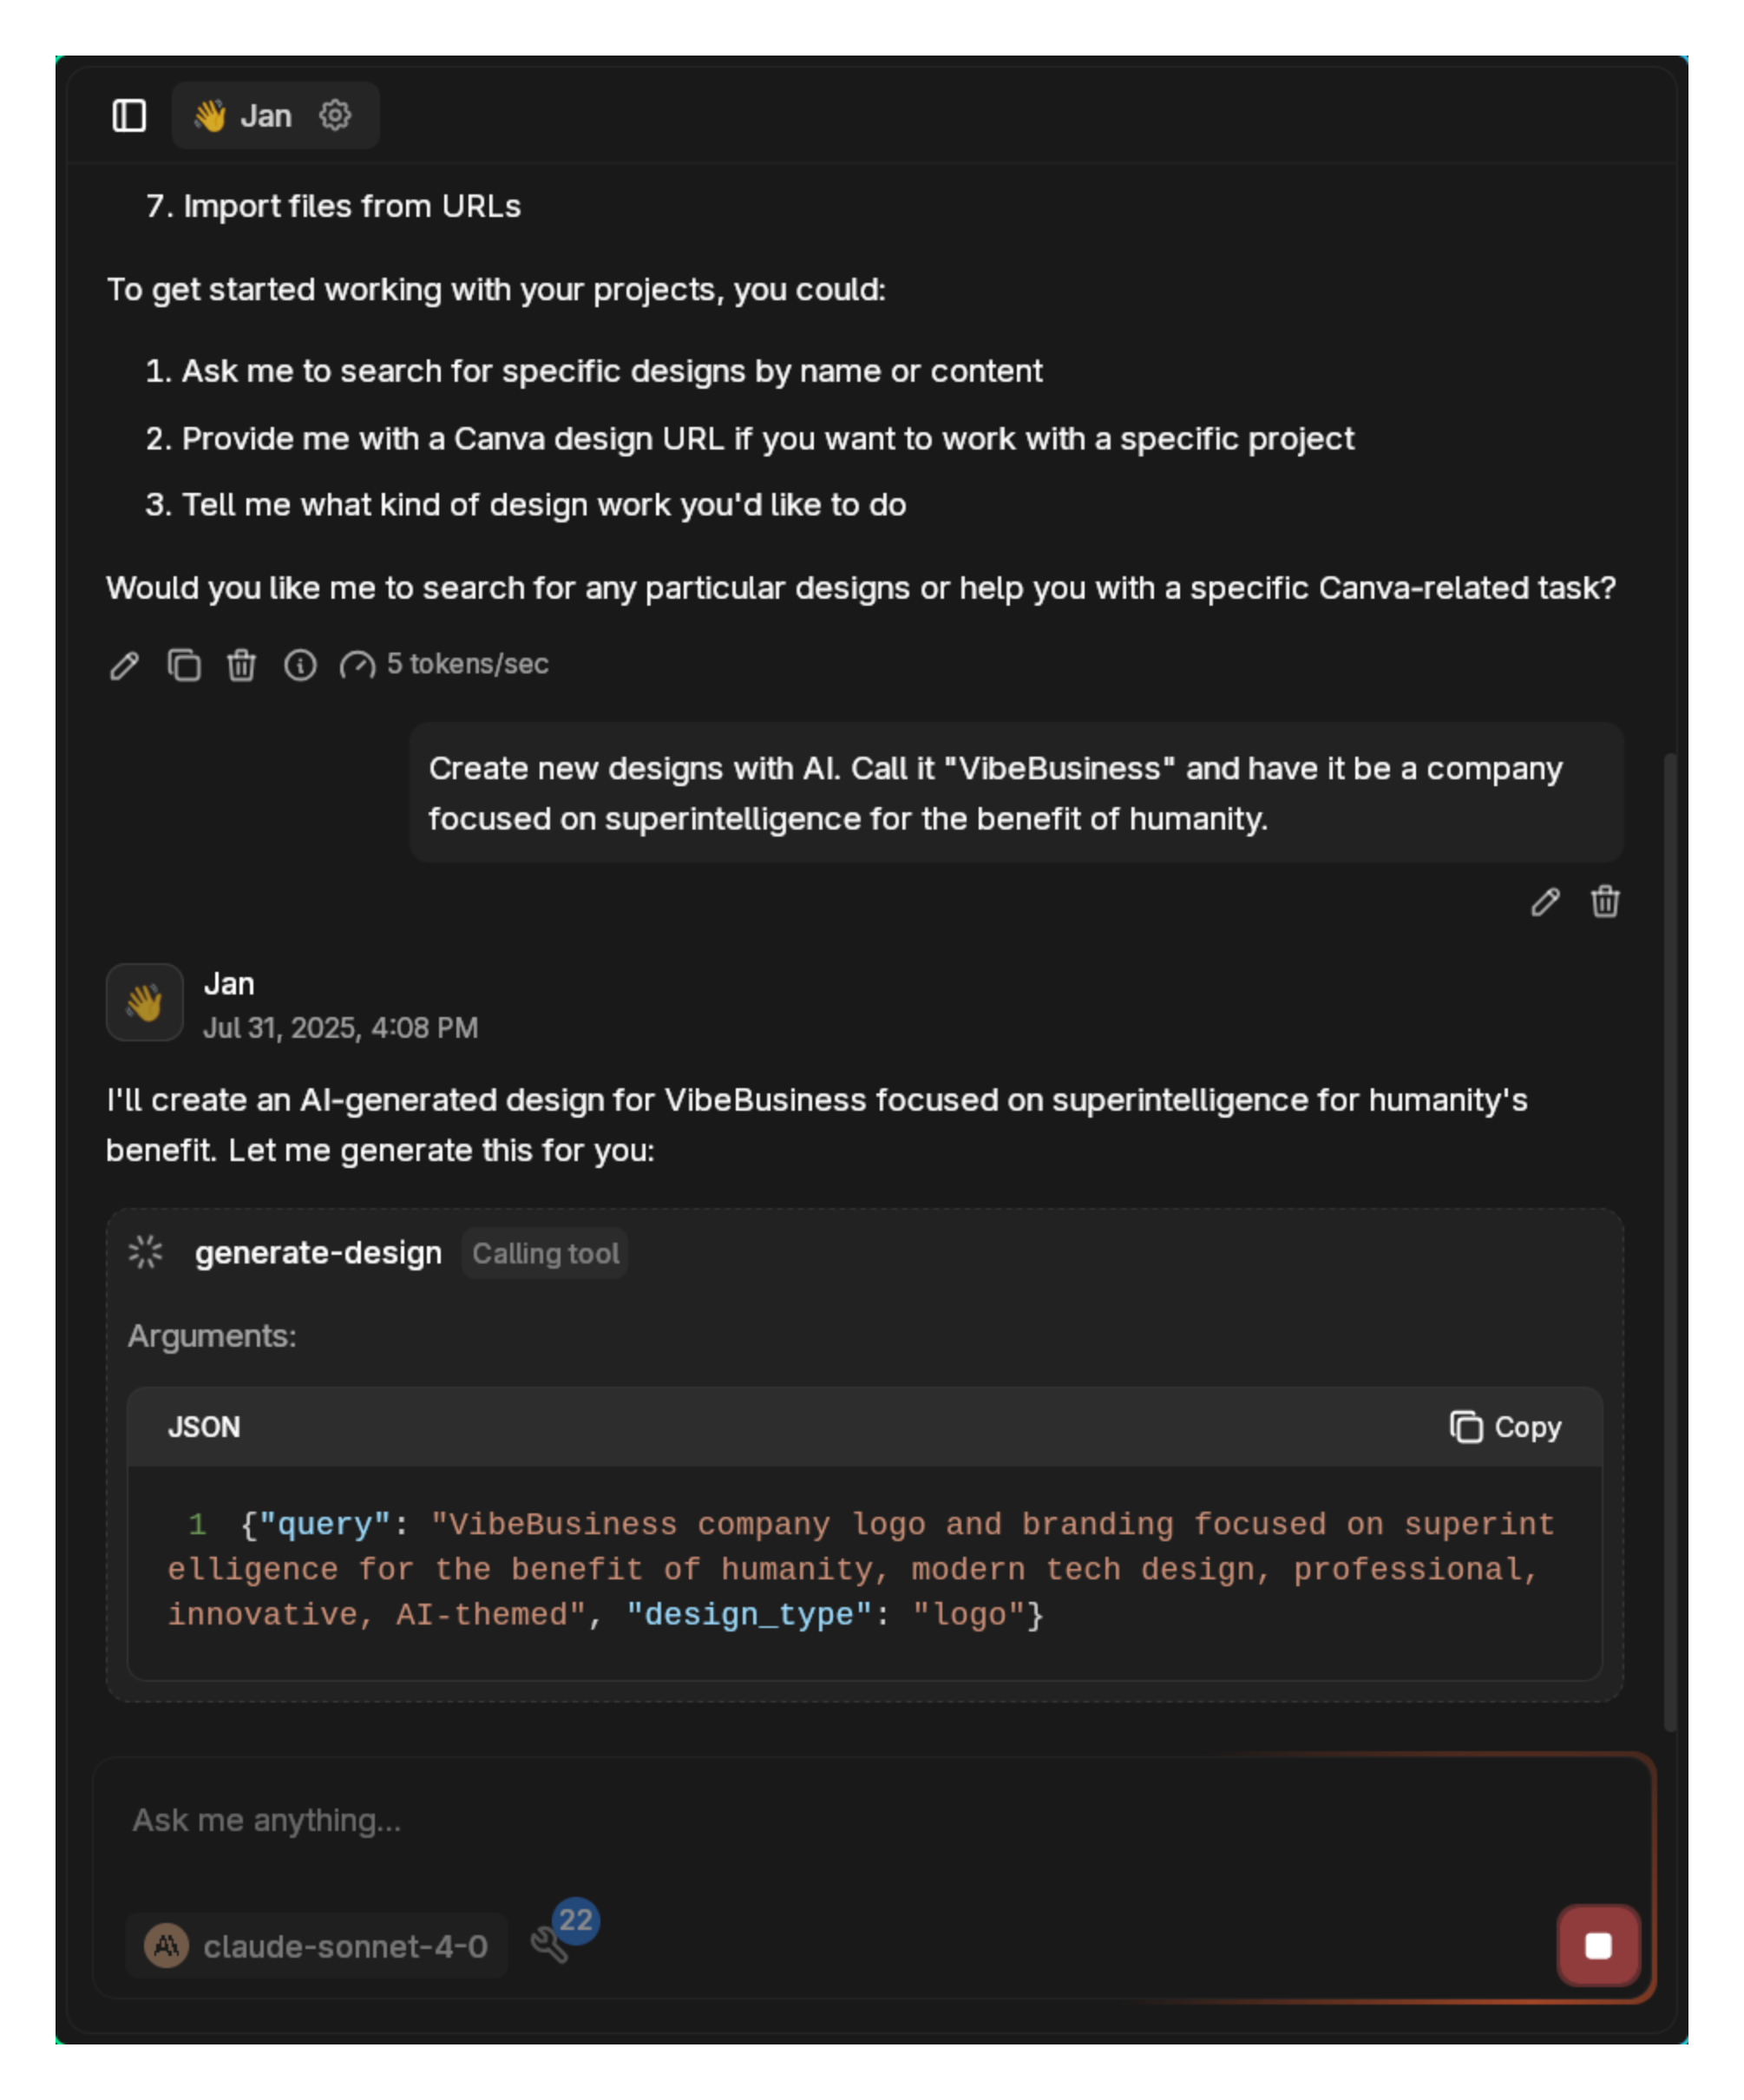 👋 Jan
7. Import files from URLs
To get started working with your projects, you could:
1. Ask me to search for specific designs by name or content
2. Provide me with a Canva design URL if you want to work with a specific project
3. Tell me what kind of design work you'd like to do
Would you like me to search for any particular designs or help you with a specific Canva-related task?
5 tokens/sec
Create new designs with AI. Call it "VibeBusiness" and have it be a company
focused on superintelligence for the benefit of humanity.
👋 Jan
Jul 31, 2025, 4:08 PM
I'll create an AI-generated design for VibeBusiness focused on superintelligence for humanity's
benefit. Let me generate this for you:
generate-design Calling tool
Arguments:
JSON Copy
1 {"query": "VibeBusiness company logo and branding focused on superint
elligence for the benefit of humanity, modern tech design, professional,
innovative, AI-themed", "design_type": "logo"}
Ask me anything...
claude-sonnet-4-0 22